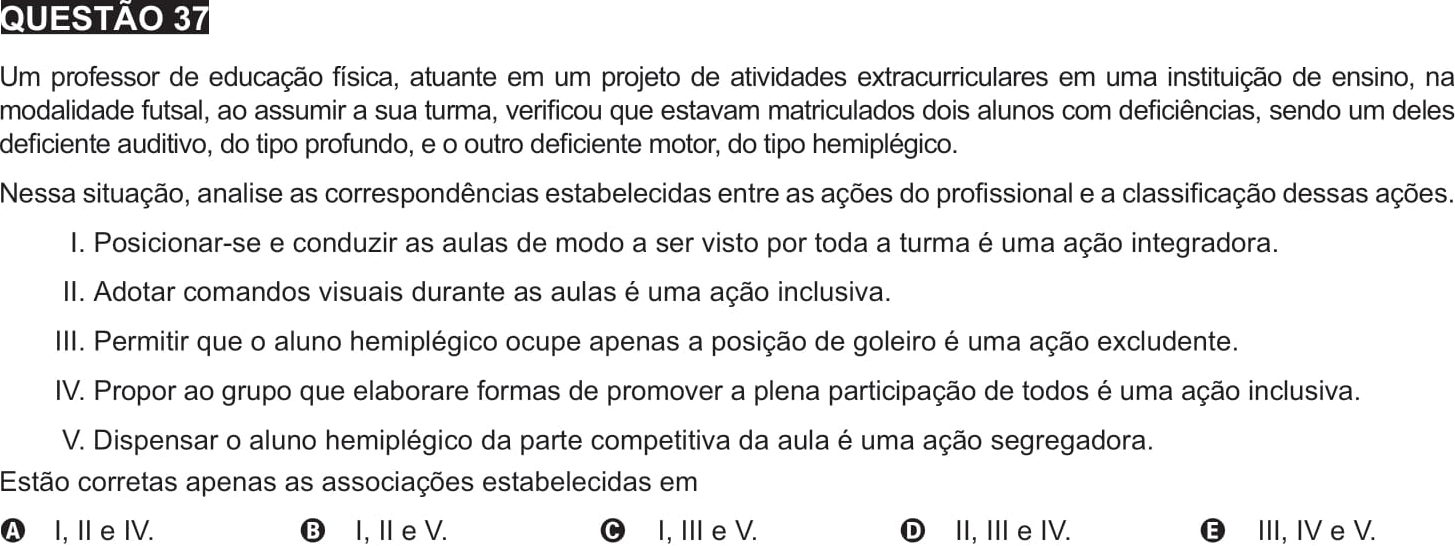 QUESTÃO 37
Um professor de educação física, atuante em um projeto de atividades extracurriculares em uma instituição de ensino, na
modalidade futsal, ao assumir a sua turma, verificou que estavam matriculados dois alunos com deficiências, sendo um deles
deficiente auditivo, do tipo profundo, e o outro deficiente motor, do tipo hemiplégico.
Nessa situação, analise as correspondências estabelecidas entre as ações do profissional e a classificação dessas ações.
I. Posicionar-se e conduzir as aulas de modo a ser visto por toda a turma é uma ação integradora.
II. Adotar comandos visuais durante as aulas é uma ação inclusiva.
III. Permitir que o aluno hemiplégico ocupe apenas a posição de goleiro é uma ação excludente.
IV. Propor ao grupo que elaborare formas de promover a plena participação de todos é uma ação inclusiva.
V. Dispensar o aluno hemiplégico da parte competitiva da aula é uma ação segregadora.
Estão corretas apenas as associações estabelecidas em
A I, II e IV. B I, II e V. C I, III e V. D II, III e IV. E III, IV e V.